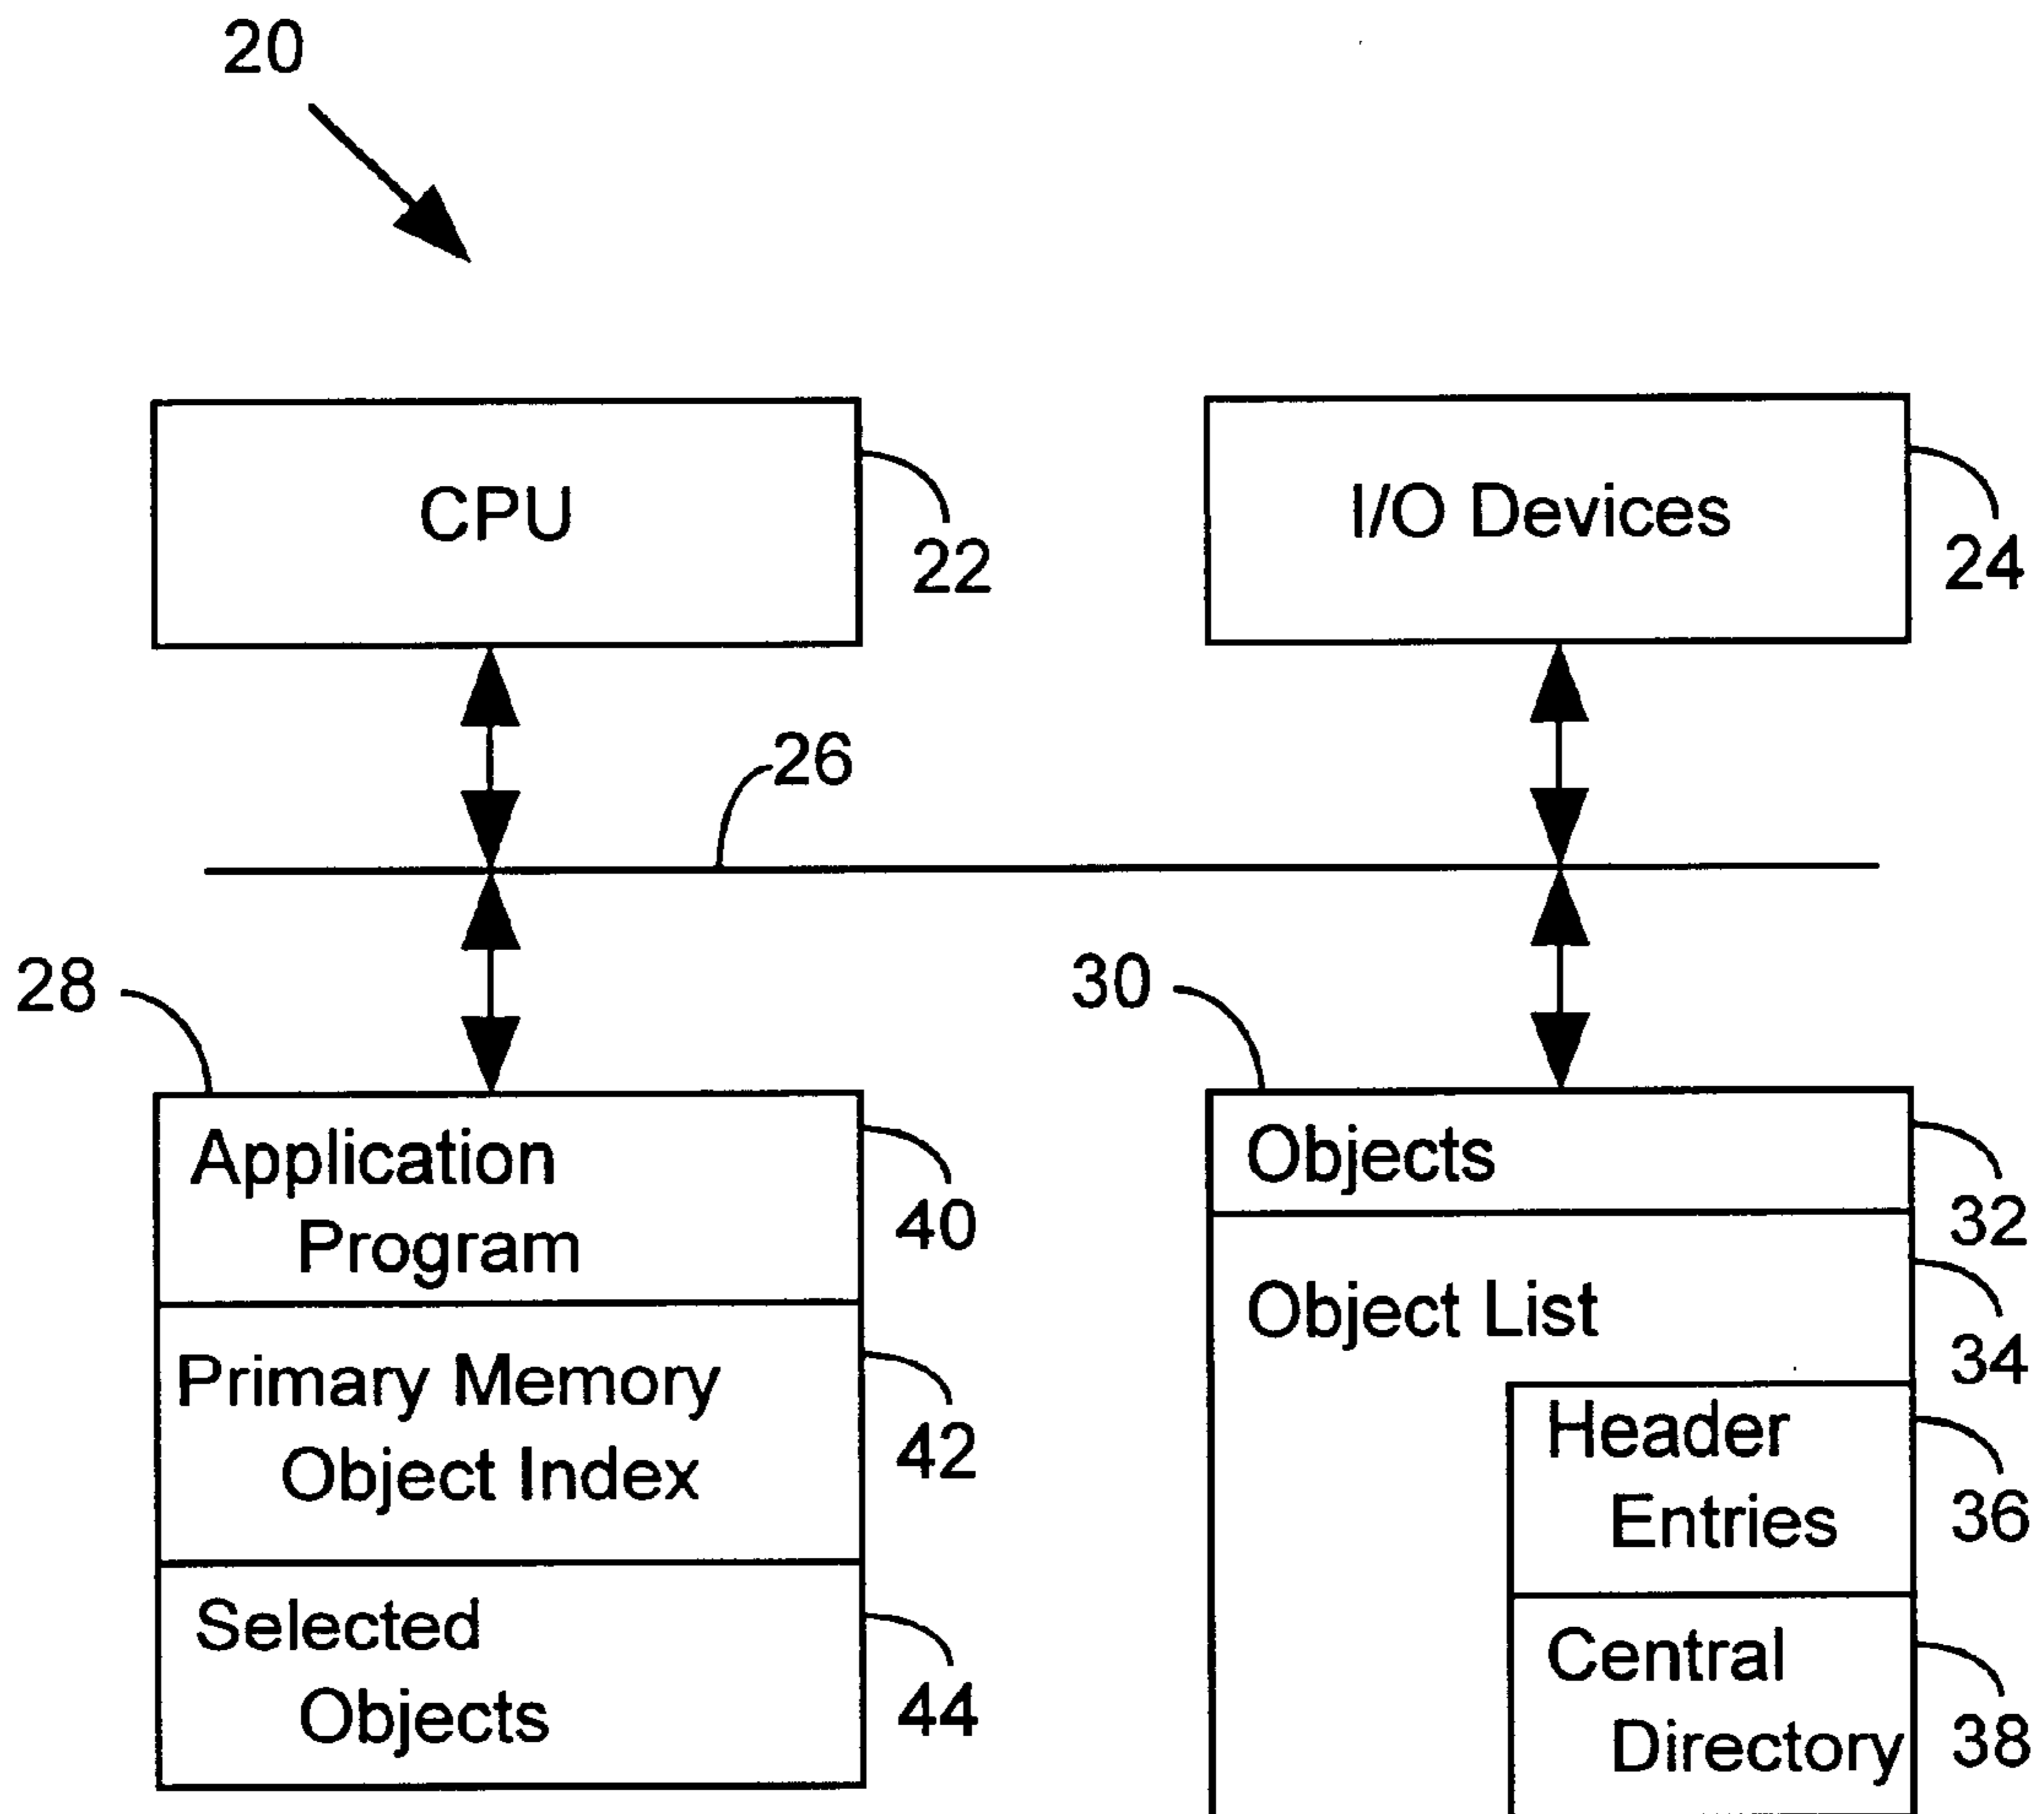 20
CPU
22
I/O Devices
24
26
28
30
Application
Program
40
Primary Memory
Object Index
42
Selected
Objects
44
Objects
32
Object List
34
Header
Entries
36
Central
Directory
38